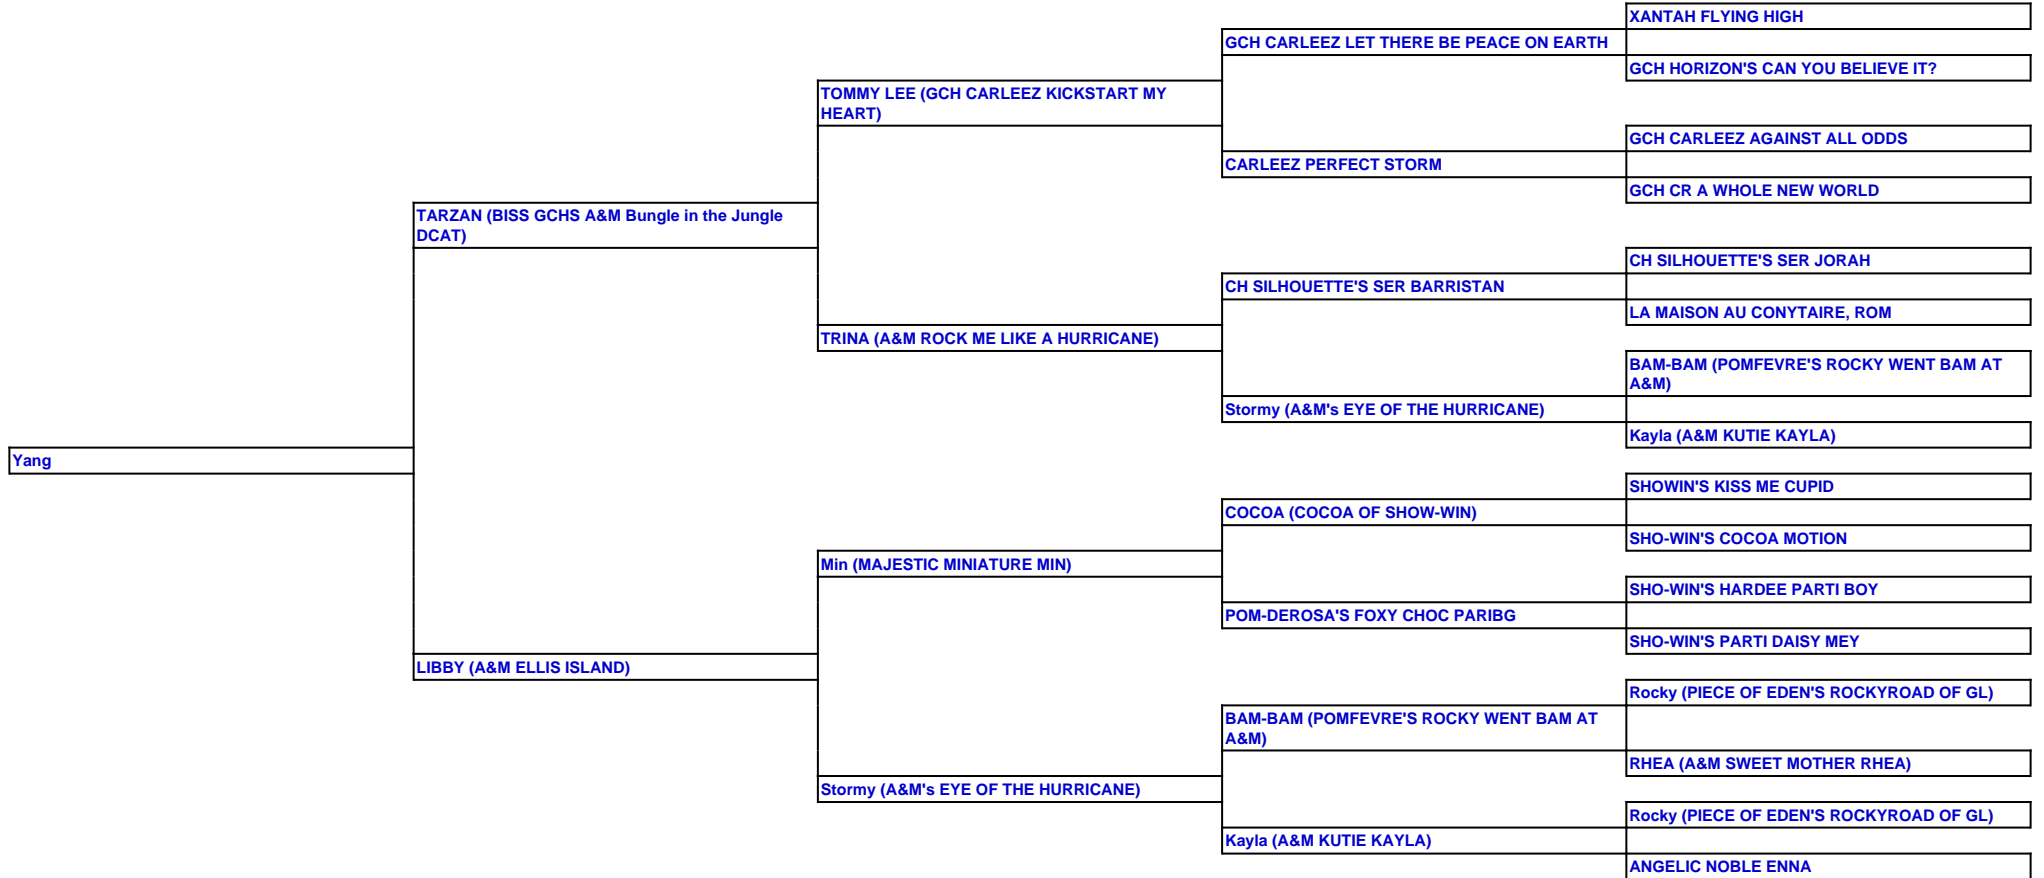 XANTAH FLYING HIGH
GCH CARLEEZ LET THERE BE PEACE ON EARTH
GCH HORIZON'S CAN YOU BELIEVE IT?
TOMMY LEE (GCH CARLEEZ KICKSTART MY
HEART)
GCH CARLEEZ AGAINST ALL ODDS
CARLEEZ PERFECT STORM
GCH CR A WHOLE NEW WORLD
TARZAN (BISS GCHS A&M Bungle in the Jungle
DCAT)
CH SILHOUETTE'S SER JORAH
CH SILHOUETTE'S SER BARRISTAN
LA MAISON AU CONYTAIRE, ROM
TRINA (A&M ROCK ME LIKE A HURRICANE)
BAM-BAM (POMFEVRE'S ROCKY WENT BAM AT
A&M)
Stormy (A&M's EYE OF THE HURRICANE)
Kayla (A&M KUTIE KAYLA)
Yang
SHOWIN'S KISS ME CUPID
COCOA (COCOA OF SHOW-WIN)
SHO-WIN'S COCOA MOTION
Min (MAJESTIC MINIATURE MIN)
SHO-WIN'S HARDEE PARTI BOY
POM-DEROSA'S FOXY CHOC PARIBG
SHO-WIN'S PARTI DAISY MEY
LIBBY (A&M ELLIS ISLAND)
Rocky (PIECE OF EDEN'S ROCKYROAD OF GL)
BAM-BAM (POMFEVRE'S ROCKY WENT BAM AT
A&M)
RHEA (A&M SWEET MOTHER RHEA)
Stormy (A&M's EYE OF THE HURRICANE)
Rocky (PIECE OF EDEN'S ROCKYROAD OF GL)
Kayla (A&M KUTIE KAYLA)
ANGELIC NOBLE ENNA